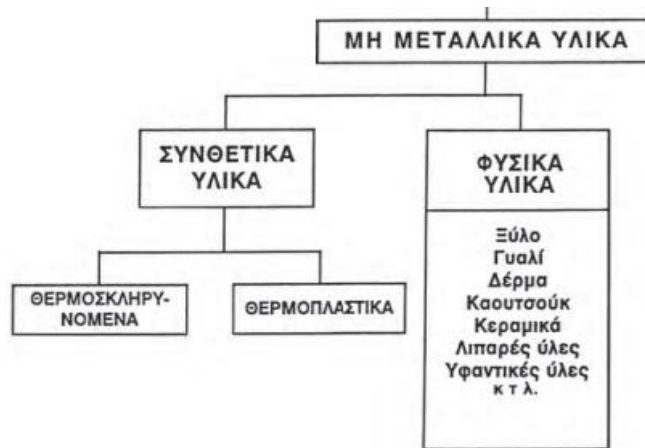 ΜΗ ΜΕΤΑΛΛΙΚΑ ΥΛΙΚΑ
ΣΥΝΘΕΤΙΚΑ
ΥΛΙΚΑ
ΘΕΡΜΟΣΚΛΗΡΥ-
ΝΟΜΕΝΑ
ΘΕΡΜΟΠΛΑΣΤΙΚΑ
ΦΥΣΙΚΑ
ΥΛΙΚΑ
Ξύλο
Γυαλί
Δέρμα
Καουτσούκ
Κεραμικά
Λιπαρές ύλες
Υφαντικές ύλες
κ τ λ.